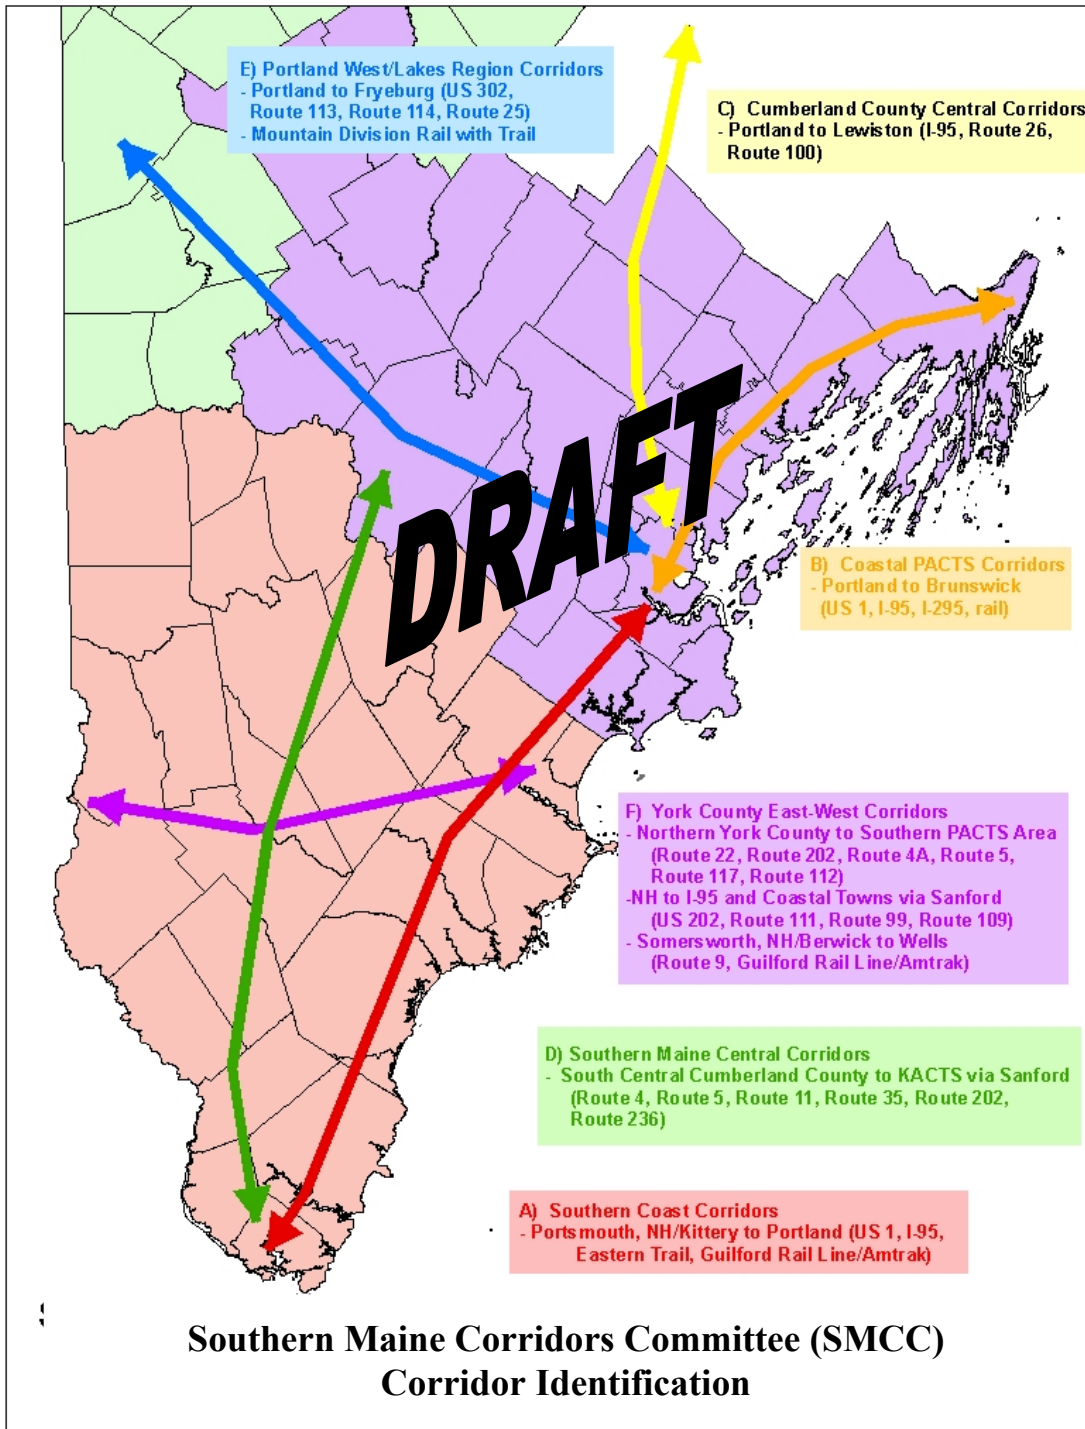 E) Portland West/Lakes Region Corridors
- Portland to Fryeburg (US 302,
Route 113, Route 114, Route 25)
- Mountain Division Rail with Trail
C) Cumberland County Central Corridors
- Portland to Lewiston (I-95, Route 26,
Route 100)
DRAFT
B) Coastal PACTS Corridors
- Portland to Brunswick
(US 1, I-95, I-295, rail)
F) York County East-West Corridors
- Northern York County to Southern PACTS Area
(Route 22, Route 202, Route 4A, Route 5,
Route 117, Route 112)
-NH to I-95 and Coastal Towns via Sanford
(US 202, Route 111, Route 99, Route 109)
- Somersworth, NH/Berwick to Wells
(Route 9, Guilford Rail Line/Amtrak)
D) Southern Maine Central Corridors
- South Central Cumberland County to KACTS via Sanford
(Route 4, Route 5, Route 11, Route 35, Route 202,
Route 236)
A) Southern Coast Corridors
- Portsmouth, NH/Kittery to Portland (US 1, I-95,
Eastern Trail, Guilford Rail Line/Amtrak)
Southern Maine Corridors Committee (SMCC)
Corridor Identification